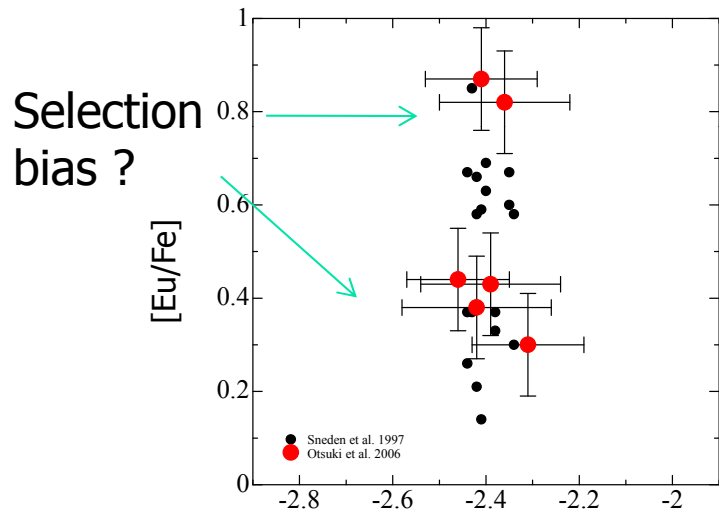 Selection
bias ?
[Eu/Fe]
1
0.8
0.6
0.4
0.2
0
Sneden et al. 1997
Otsuki et al. 2006
-2.8
-2.6
-2.4
-2.2
-2